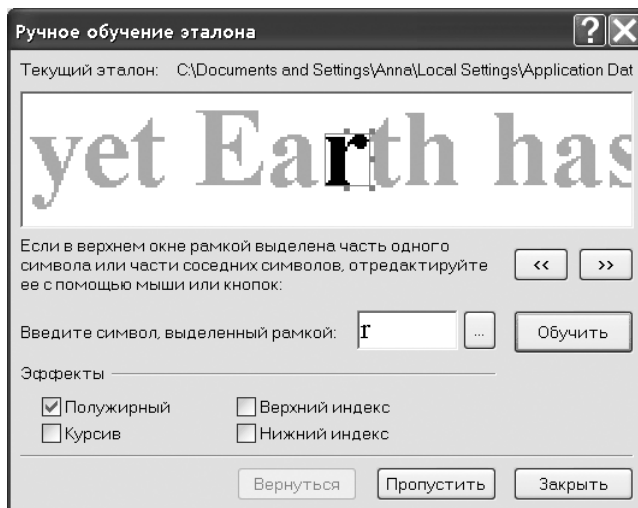 Ручное обучение эталона
Текущий эталон: C:\Documents and Settings\Anna\Local Settings\Application Dat
yet Earth has
Если в верхнем окне рамкой выделена часть одного
символа или части соседних символов, отредактируйте
ее с помощью мыши или кнопок:
<< >>
Введите символ, выделенный рамкой: r ... Обучить
Эффекты
Полужирный Верхний индекс
Курсив Нижний индекс
Вернуться Пропустить Закрыть